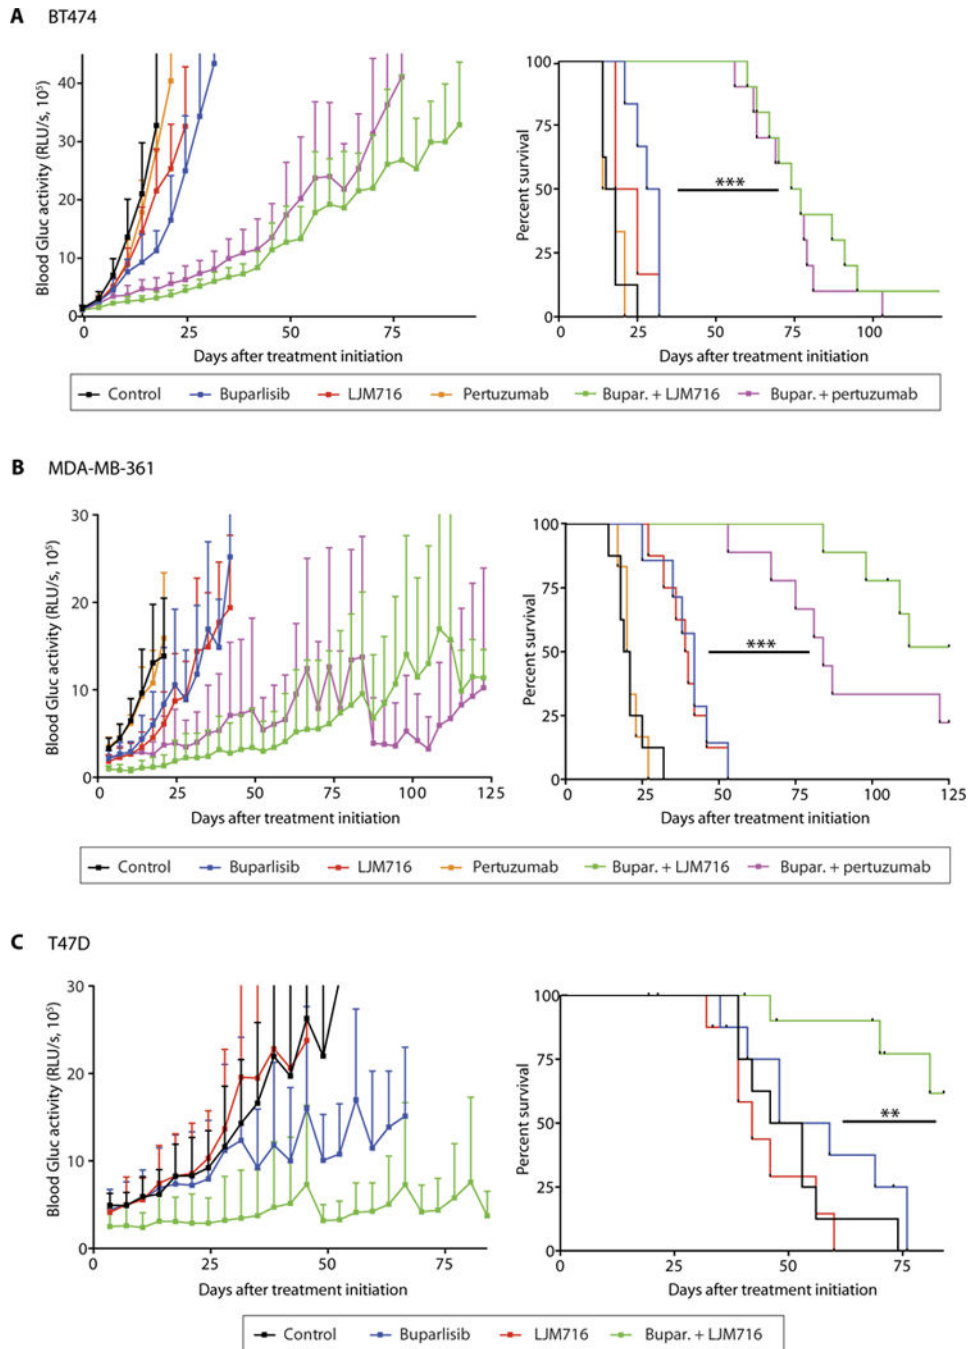 A BT474
Blood Gluc activity (RLU/s, 10⁵)
40
30
20
10
0
0 25 50 75
Days after treatment initiation
Percent survival
100
75
50
25
0
***
0 25 50 75 100
Days after treatment initiation
Control Buparlisib LJM716 Pertuzumab Bupar. + LJM716 Bupar. + pertuzumab
B MDA-MB-361
Blood Gluc activity (RLU/s, 10⁵)
30
20
10
0
0 25 50 75 100 125
Days after treatment initiation
Percent survival
100
75
50
25
0
***
0 25 50 75 100 125
Days after treatment initiation
Control Buparlisib LJM716 Pertuzumab Bupar. + LJM716 Bupar. + pertuzumab
C T47D
Blood Gluc activity (RLU/s, 10⁵)
30
20
10
0
0 25 50 75
Days after treatment initiation
Percent survival
100
75
50
25
0
**
25 50 75
Days after treatment initiation
Control Buparlisib LJM716 Bupar. + LJM716